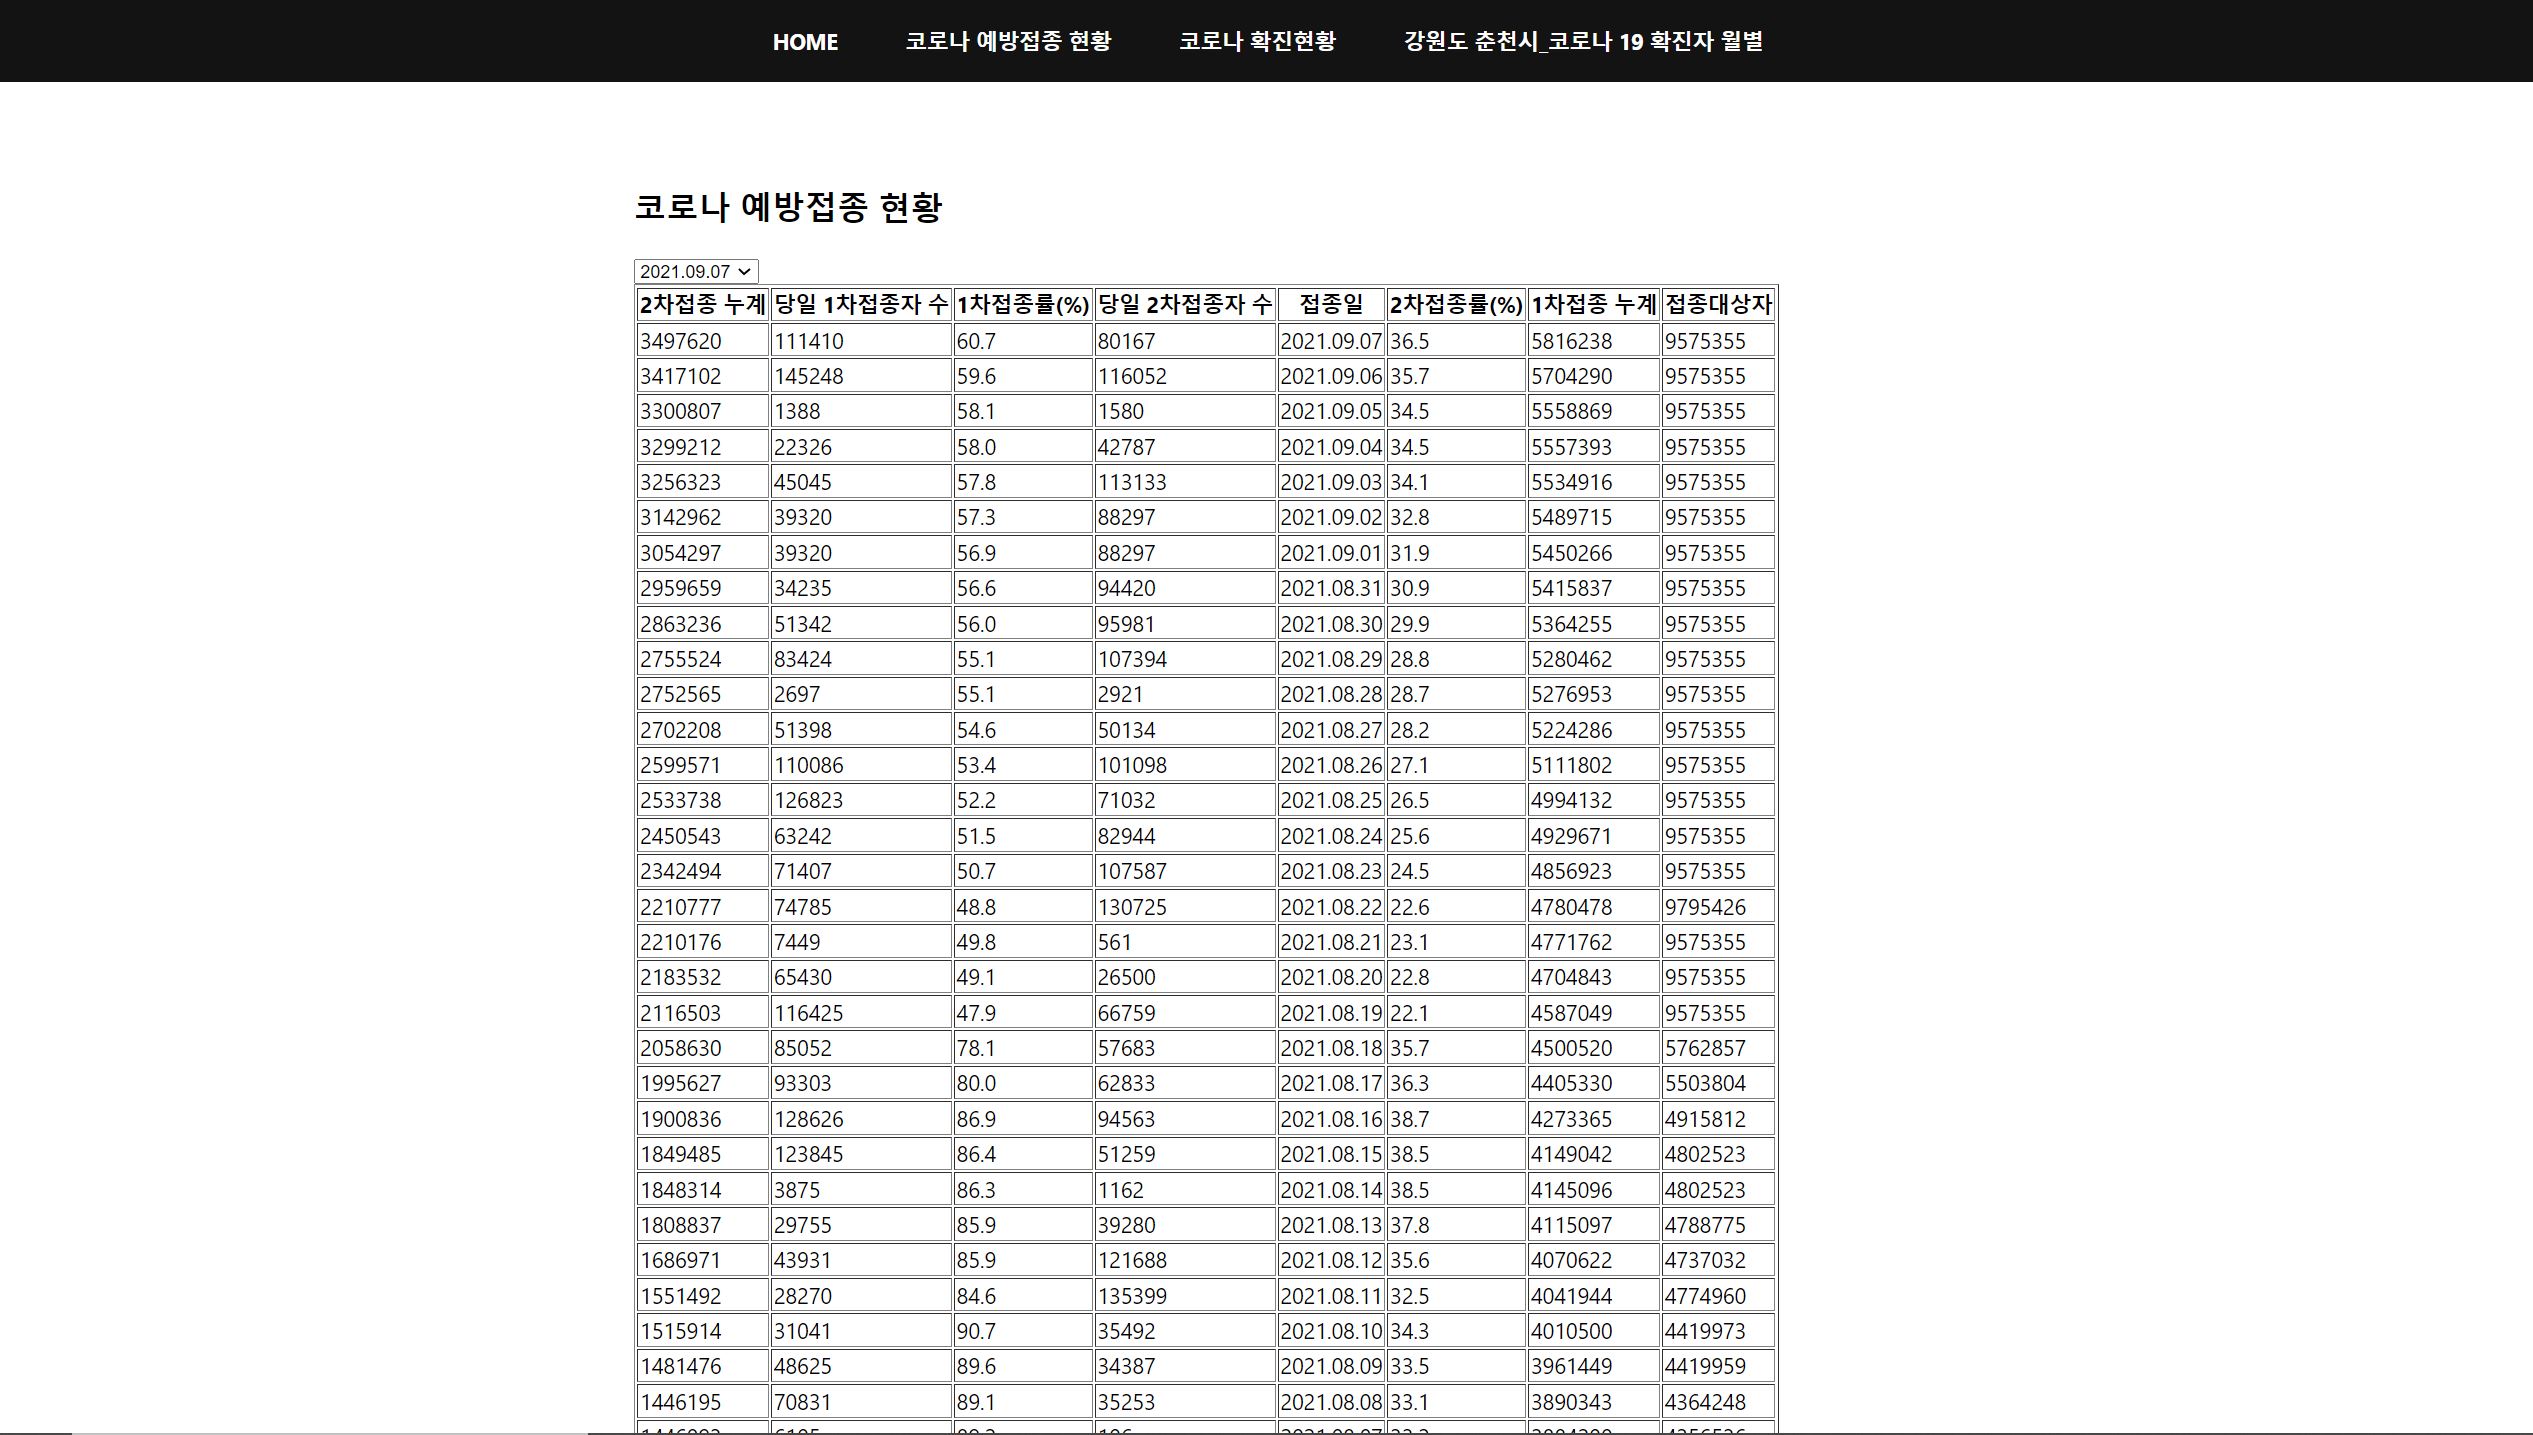 HOME 코로나 예방접종 현황 코로나 확진현황 강원도 춘천시_코로나 19 확진자 월별
코로나 예방접종 현황
2021.09.07
2차접종 누계 당일 1차접종자 수 1차접종률(%) 당일 2차접종자 수 접종일 2차접종률(%) 1차접종 누계 접종대상자
3497620 111410 60.7 80167 2021.09.07 36.5 5816238 9575355
3417102 145248 59.6 116052 2021.09.06 35.7 5704290 9575355
3300807 1388 58.1 1580 2021.09.05 34.5 5558869 9575355
3299212 22326 58.0 42787 2021.09.04 34.5 5557393 9575355
3256323 45045 57.8 113133 2021.09.03 34.1 5534916 9575355
3142962 39320 57.3 88297 2021.09.02 32.8 5489715 9575355
3054297 39320 56.9 88297 2021.09.01 31.9 5450266 9575355
2959659 34235 56.6 94420 2021.08.31 30.9 5415837 9575355
2863236 51342 56.0 95981 2021.08.30 29.9 5364255 9575355
2755524 83424 55.1 107394 2021.08.29 28.8 5280462 9575355
2752565 2697 55.1 2921 2021.08.28 28.7 5276953 9575355
2702208 51398 54.6 50134 2021.08.27 28.2 5224286 9575355
2599571 110086 53.4 101098 2021.08.26 27.1 5111802 9575355
2533738 126823 52.2 71032 2021.08.25 26.5 4994132 9575355
2450543 63242 51.5 82944 2021.08.24 25.6 4929671 9575355
2342494 71407 50.7 107587 2021.08.23 24.5 4856923 9575355
2210777 74785 48.8 130725 2021.08.22 22.6 4780478 9795426
2210176 7449 49.8 561 2021.08.21 23.1 4771762 9575355
2183532 65430 49.1 26500 2021.08.20 22.8 4704843 9575355
2116503 116425 47.9 66759 2021.08.19 22.1 4587049 9575355
2058630 85052 78.1 57683 2021.08.18 35.7 4500520 5762857
1995627 93303 80.0 62833 2021.08.17 36.3 4405330 5503804
1900836 128626 86.9 94563 2021.08.16 38.7 4273365 4915812
1849485 123845 86.4 51259 2021.08.15 38.5 4149042 4802523
1848314 3875 86.3 1162 2021.08.14 38.5 4145096 4802523
1808837 29755 85.9 39280 2021.08.13 37.8 4115097 4788775
1686971 43931 85.9 121688 2021.08.12 35.6 4070622 4737032
1551492 28270 84.6 135399 2021.08.11 32.5 4041944 4774960
1515914 31041 90.7 35492 2021.08.10 34.3 4010500 4419973
1481476 48625 89.6 34387 2021.08.09 33.5 3961449 4419959
1446195 70831 89.1 35253 2021.08.08 33.1 3890343 4364248